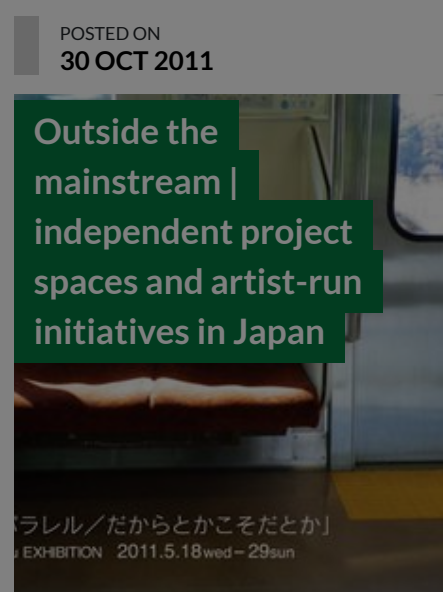 POSTED ON
30 OCT 2011
Outside the
mainstream |
independent project
spaces and artist-run
initiatives in Japan
ラレル／だからとかこそだとか」
EXHIBITION 2011.5.18wed－29sun